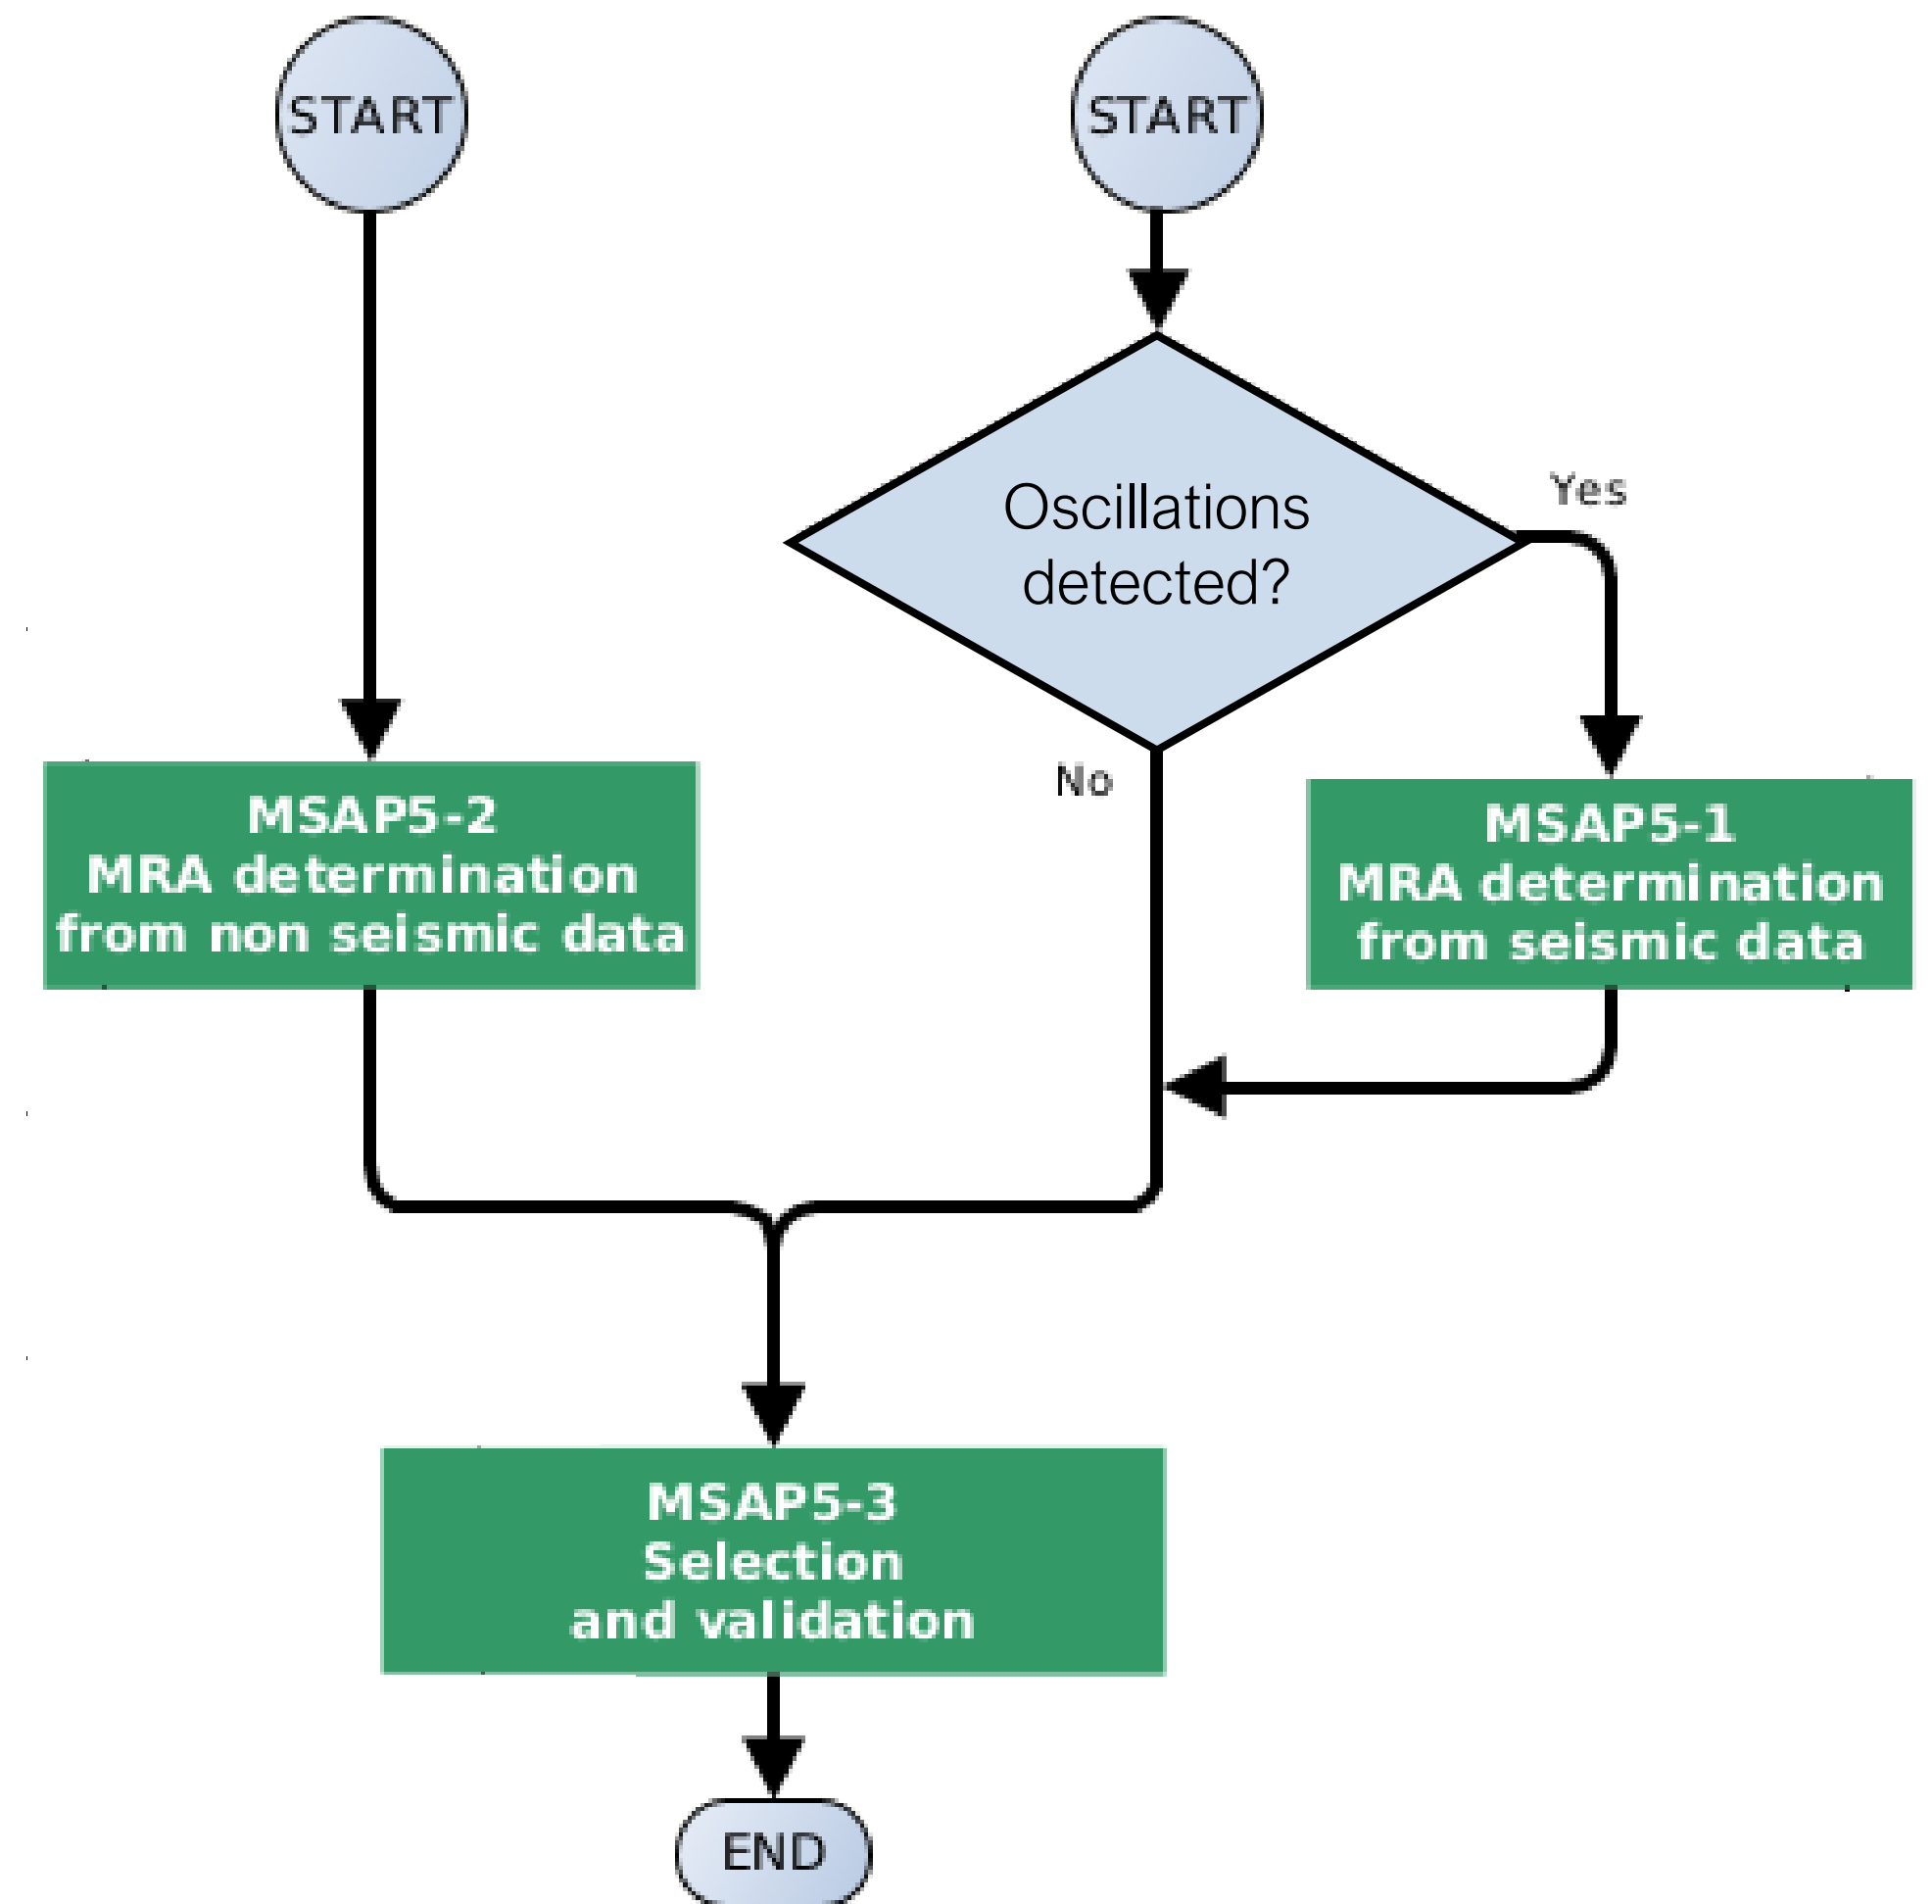 START
START
Oscillations
detected?
Yes
No
MSAP5-2
MRA determination
from non seismic data
MSAP5-1
MRA determination
from seismic data
MSAP5-3
Selection
and validation
END